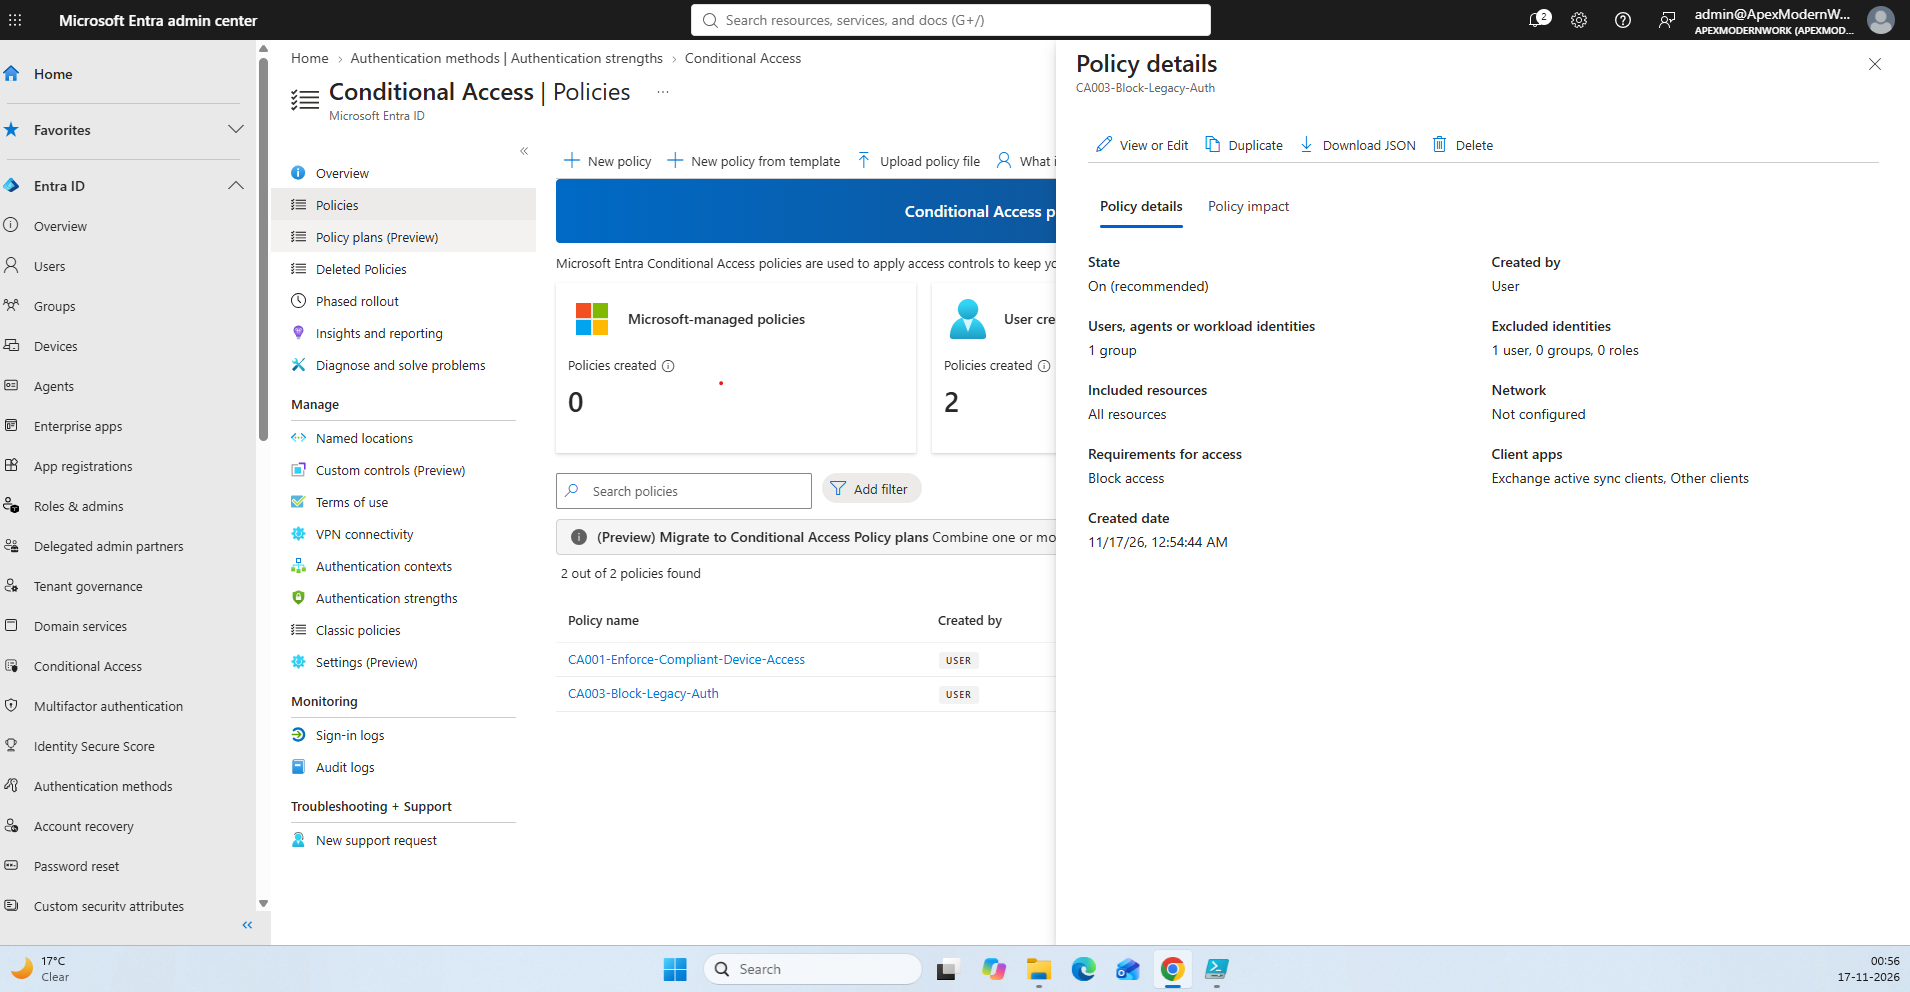 Microsoft Entra admin center
Search resources, services, and docs (G+/)
2
admin@ApexModernW...
APEXMODERNWORK (APEXMOD...
Home
Favorites
Entra ID
Overview
Users
Groups
Devices
Agents
Enterprise apps
App registrations
Roles & admins
Delegated admin partners
Tenant governance
Domain services
Conditional Access
Multifactor authentication
Identity Secure Score
Authentication methods
Account recovery
Password reset
Custom security attributes
Home › Authentication methods | Authentication strengths › Conditional Access
Conditional Access | Policies ...
Microsoft Entra ID
Overview
Policies
Policy plans (Preview)
Deleted Policies
Phased rollout
Insights and reporting
Diagnose and solve problems
Manage
Named locations
Custom controls (Preview)
Terms of use
VPN connectivity
Authentication contexts
Authentication strengths
Classic policies
Settings (Preview)
Monitoring
Sign-in logs
Audit logs
Troubleshooting + Support
New support request
New policy
New policy from template
Upload policy file
What i
Conditional Access p
Microsoft Entra Conditional Access policies are used to apply access controls to keep yo
Microsoft-managed policies
Policies created
0
User cre
Policies created
2
Search policies
Add filter
(Preview) Migrate to Conditional Access Policy plans Combine one or mo
2 out of 2 policies found
Policy name Created by
CA001-Enforce-Compliant-Device-Access USER
CA003-Block-Legacy-Auth USER
Policy details
CA003-Block-Legacy-Auth
View or Edit
Duplicate
Download JSON
Delete
Policy details
Policy impact
State
On (recommended)
Created by
User
Users, agents or workload identities
1 group
Excluded identities
1 user, 0 groups, 0 roles
Included resources
All resources
Network
Not configured
Requirements for access
Block access
Client apps
Exchange active sync clients, Other clients
Created date
11/17/26, 12:54:44 AM
17°C
Clear
Search
00:56
17-11-2026